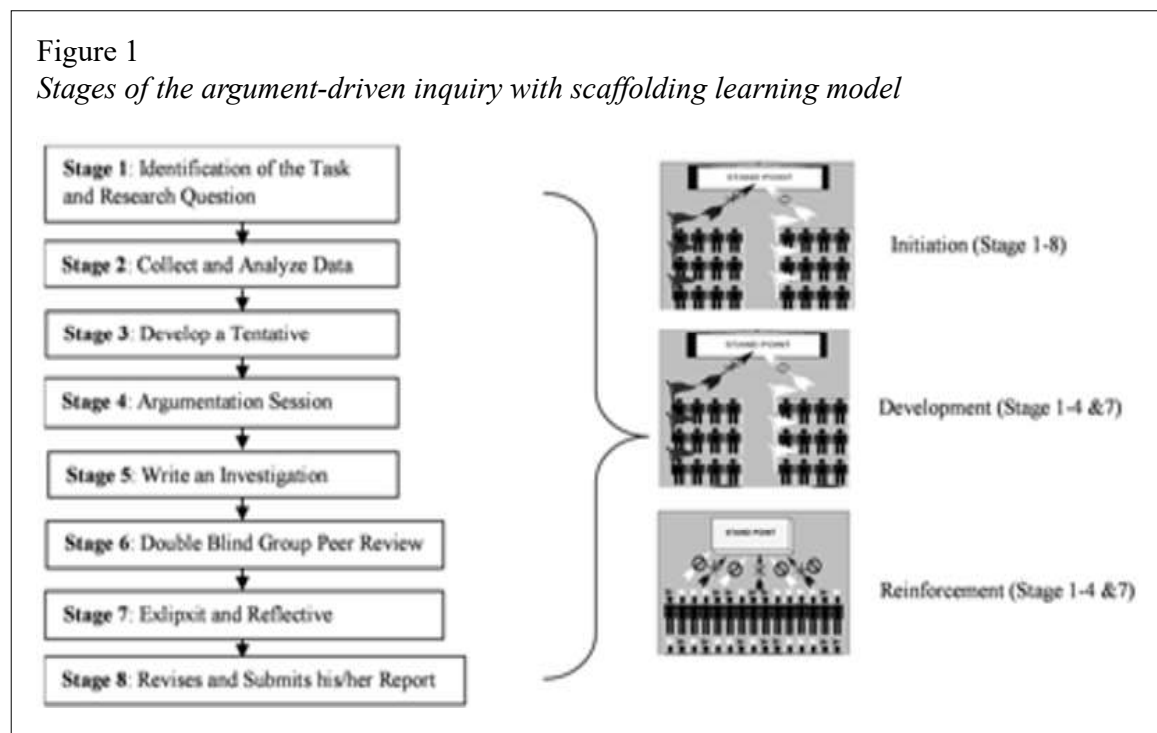 Figure 1
Stages of the argument-driven inquiry with scaffolding learning model
Stage 1: Identification of the Task
and Research Question
Stage 2: Collect and Analyze Data
Stage 3: Develop a Tentative
Stage 4: Argumentation Session
Stage 5: Write an Investigation
Stage 6: Double Blind Group Peer Review
Stage 7: Exlipxit and Reflective
Stage 8: Revises and Submits his/her Report
STAND POINT
Initiation (Stage 1-8)
STAND POINT
Development (Stage 1-4 &7)
STAND POINT
Reinforcement (Stage 1-4 &7)